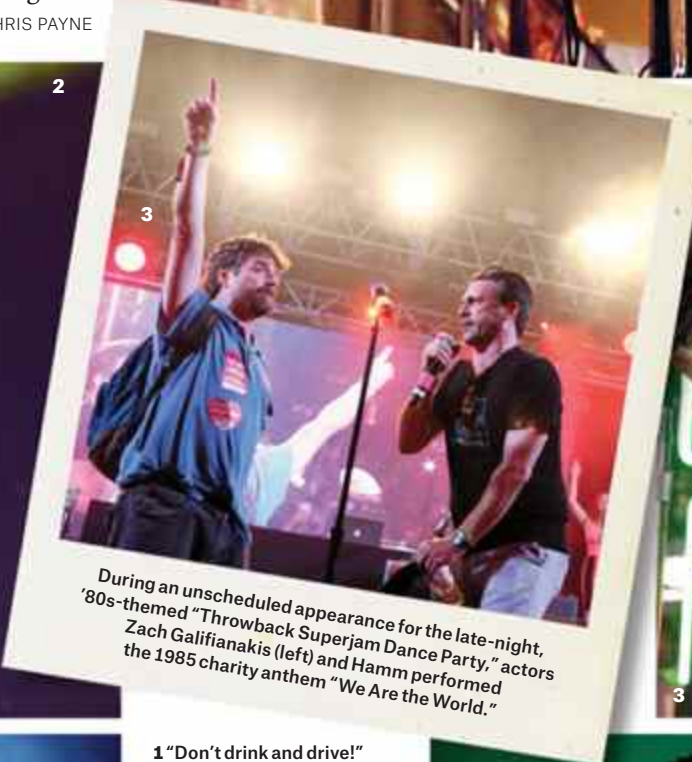 HRIS PAYNE
2
3
During an unscheduled appearance for the late-night,
’80s-themed “Throwback Superjam Dance Party,” actors
Zach Galifianakis (left) and Hamm performed
the 1985 charity anthem “We Are the World.”
3
1 “Don’t drink and drive!”